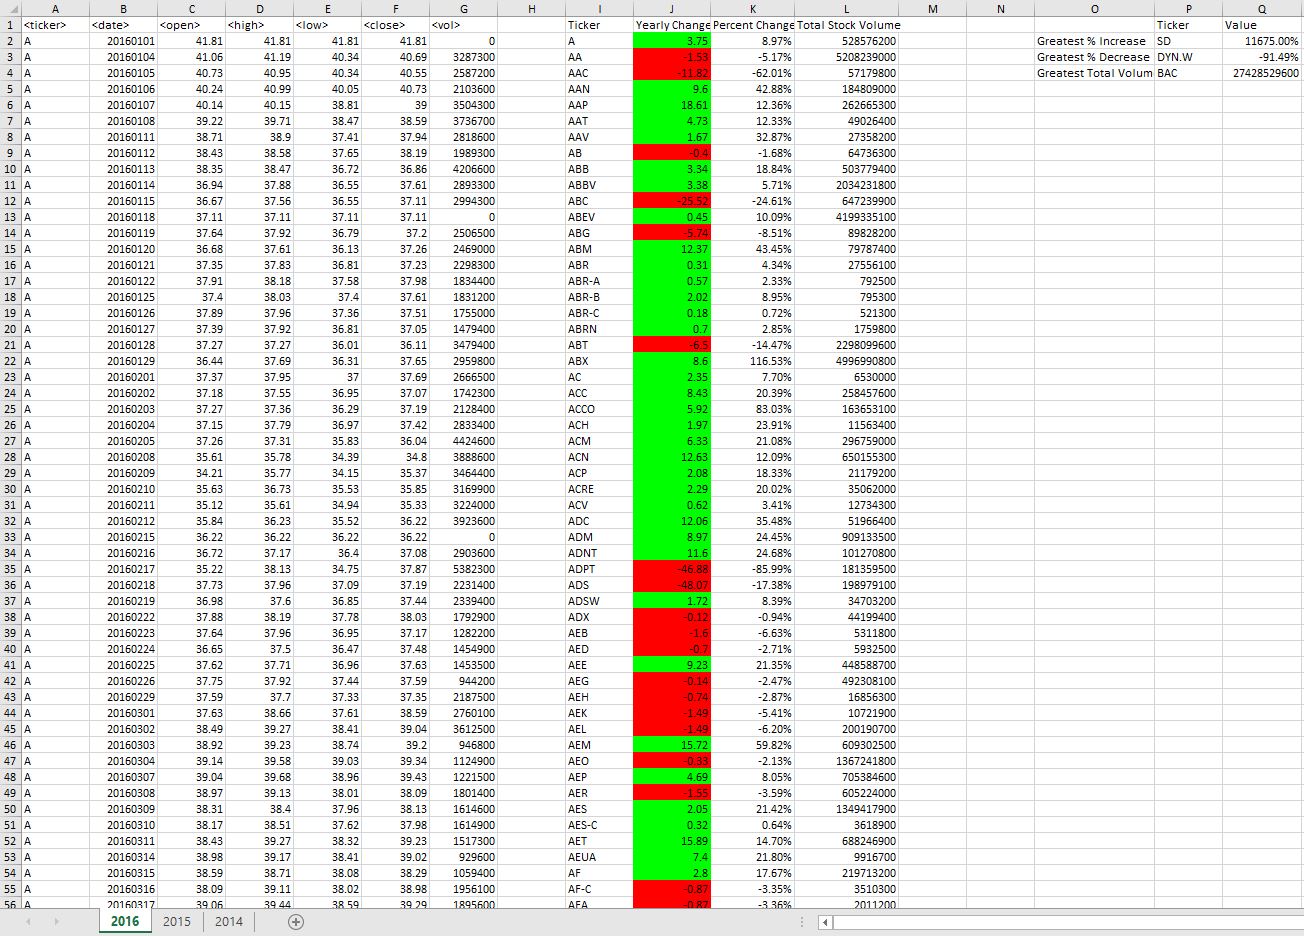 A B C D E F G H I J K L M N O P Q
1 <ticker> <date> <open> <high> <low> <close> <vol> Ticker Yearly Change Percent Change Total Stock Volume Ticker Value
2 A 20160101 41.81 41.81 41.81 41.81 0 A 3.75 8.97% 528576200 Greatest % Increase SD 11675.00%
3 A 20160104 41.06 41.19 40.34 40.69 3287300 AA -1.53 -5.17% 5208239000 Greatest % Decrease DYN.W -91.49%
4 A 20160105 40.73 40.95 40.34 40.55 2587200 AAC -11.82 -62.01% 57179800 Greatest Total Volum BAC 27428529600
5 A 20160106 40.24 40.99 40.05 40.73 2103600 AAN 9.6 42.88% 184809000
6 A 20160107 40.14 40.15 38.81 39 3504300 AAP 18.61 12.36% 262665300
7 A 20160108 39.22 39.71 38.47 38.59 3736700 AAT 4.73 12.33% 49026400
8 A 20160111 38.71 38.9 37.41 37.94 2818600 AAV 1.67 32.87% 27358200
9 A 20160112 38.43 38.58 37.65 38.19 1989300 AB -0.4 -1.68% 64736300
10 A 20160113 38.35 38.47 36.72 36.86 4206600 ABB 3.34 18.84% 503779400
11 A 20160114 36.94 37.88 36.55 37.61 2893300 ABBV 3.38 5.71% 2034231800
12 A 20160115 36.67 37.56 36.55 37.11 2994300 ABC -25.52 -24.61% 647239900
13 A 20160118 37.11 37.11 37.11 37.11 0 ABEV 0.45 10.09% 4199335100
14 A 20160119 37.64 37.92 36.79 37.2 2506500 ABG -5.74 -8.51% 89828200
15 A 20160120 36.68 37.61 36.13 37.26 2469000 ABM 12.37 43.45% 79787400
16 A 20160121 37.35 37.83 36.81 37.23 2298300 ABR 0.31 4.34% 27556100
17 A 20160122 37.91 38.18 37.58 37.98 1834400 ABR-A 0.57 2.33% 792500
18 A 20160125 37.4 38.03 37.4 37.61 1831200 ABR-B 2.02 8.95% 795300
19 A 20160126 37.89 37.96 37.36 37.51 1755000 ABR-C 0.18 0.72% 521300
20 A 20160127 37.39 37.92 36.81 37.05 1479400 ABRN 0.7 2.85% 1759800
21 A 20160128 37.27 37.27 36.01 36.11 3479400 ABT -6.5 -14.47% 2298099600
22 A 20160129 36.44 37.69 36.31 37.65 2959800 ABX 8.6 116.53% 4996990800
23 A 20160201 37.37 37.95 37 37.69 2666500 AC 2.35 7.70% 6530000
24 A 20160202 37.18 37.55 36.95 37.07 1742300 ACC 8.43 20.39% 258457600
25 A 20160203 37.27 37.36 36.29 37.19 2128400 ACCO 5.92 83.03% 163653100
26 A 20160204 37.15 37.79 36.97 37.42 2833400 ACH 1.97 23.91% 11563400
27 A 20160205 37.26 37.31 35.83 36.04 4424600 ACM 6.33 21.08% 296759000
28 A 20160208 35.61 35.78 34.39 34.8 3888600 ACN 12.63 12.09% 650155300
29 A 20160209 34.21 35.77 34.15 35.37 3464400 ACP 2.08 18.33% 21179200
30 A 20160210 35.63 36.73 35.53 35.85 3169900 ACRE 2.29 20.02% 35062000
31 A 20160211 35.12 35.61 34.94 35.33 3224000 ACV 0.62 3.41% 12734300
32 A 20160212 35.84 36.23 35.52 36.22 3923600 ADC 12.06 35.48% 51966400
33 A 20160215 36.22 36.22 36.22 36.22 0 ADM 8.97 24.45% 909133500
34 A 20160216 36.72 37.17 36.4 37.08 2903600 ADNT 11.6 24.68% 101270800
35 A 20160217 35.22 38.13 34.75 37.87 5382300 ADPT -46.88 -85.99% 181359500
36 A 20160218 37.73 37.96 37.09 37.19 2231400 ADS -48.07 -17.38% 198979100
37 A 20160219 36.98 37.6 36.85 37.44 2339400 ADSW 1.72 8.39% 34703200
38 A 20160222 37.88 38.19 37.78 38.03 1792900 ADX -0.12 -0.94% 44199400
39 A 20160223 37.64 37.96 36.95 37.17 1282200 AEB -1.6 -6.63% 5311800
40 A 20160224 36.65 37.5 36.47 37.48 1454900 AED -0.7 -2.71% 5932500
41 A 20160225 37.62 37.71 36.96 37.63 1453500 AEE 9.23 21.35% 448588700
42 A 20160226 37.75 37.92 37.44 37.59 944200 AEG -0.14 -2.47% 492308100
43 A 20160229 37.59 37.7 37.33 37.35 2187500 AEH -0.74 -2.87% 16856300
44 A 20160301 37.63 38.66 37.61 38.59 2760100 AEK -1.49 -5.41% 10721900
45 A 20160302 38.49 39.27 38.41 39.04 3612500 AEL -1.49 -6.20% 200190700
46 A 20160303 38.92 39.23 38.74 39.2 946800 AEM 15.72 59.82% 609302500
47 A 20160304 39.14 39.58 39.03 39.34 1124900 AEO -0.33 -2.13% 1367241800
48 A 20160307 39.04 39.68 38.96 39.43 1221500 AEP 4.69 8.05% 705384600
49 A 20160308 38.97 39.13 38.01 38.09 1801400 AER -1.55 -3.59% 605224000
50 A 20160309 38.31 38.4 37.96 38.13 1614600 AES 2.05 21.42% 1349417900
51 A 20160310 38.17 38.51 37.62 37.98 1614900 AES-C 0.32 0.64% 3618900
52 A 20160311 38.43 39.27 38.32 39.23 1517300 AET 15.89 14.70% 688246900
53 A 20160314 38.98 39.17 38.41 39.02 929600 AEUA 7.4 21.80% 9916700
54 A 20160315 38.59 38.71 38.08 38.29 1059400 AF 2.8 17.67% 219713200
55 A 20160316 38.09 39.11 38.02 38.98 1956100 AF-C -0.87 -3.35% 3510300
56 A 20160317 39.06 39.44 38.59 39.29 1895600 AFA -0.87 -3.36% 2011200
2016 2015 2014